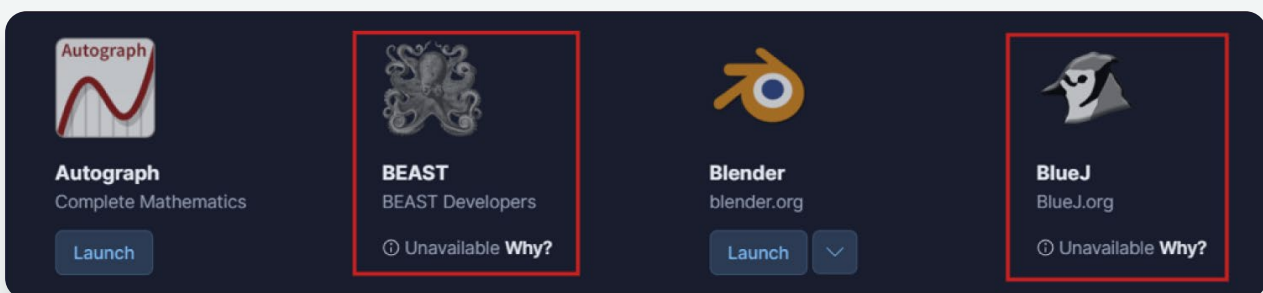 Autograph
Autograph
Complete Mathematics
Launch
BEAST
BEAST Developers
Unavailable Why?
Blender
blender.org
Launch
BlueJ
BlueJ.org
Unavailable Why?